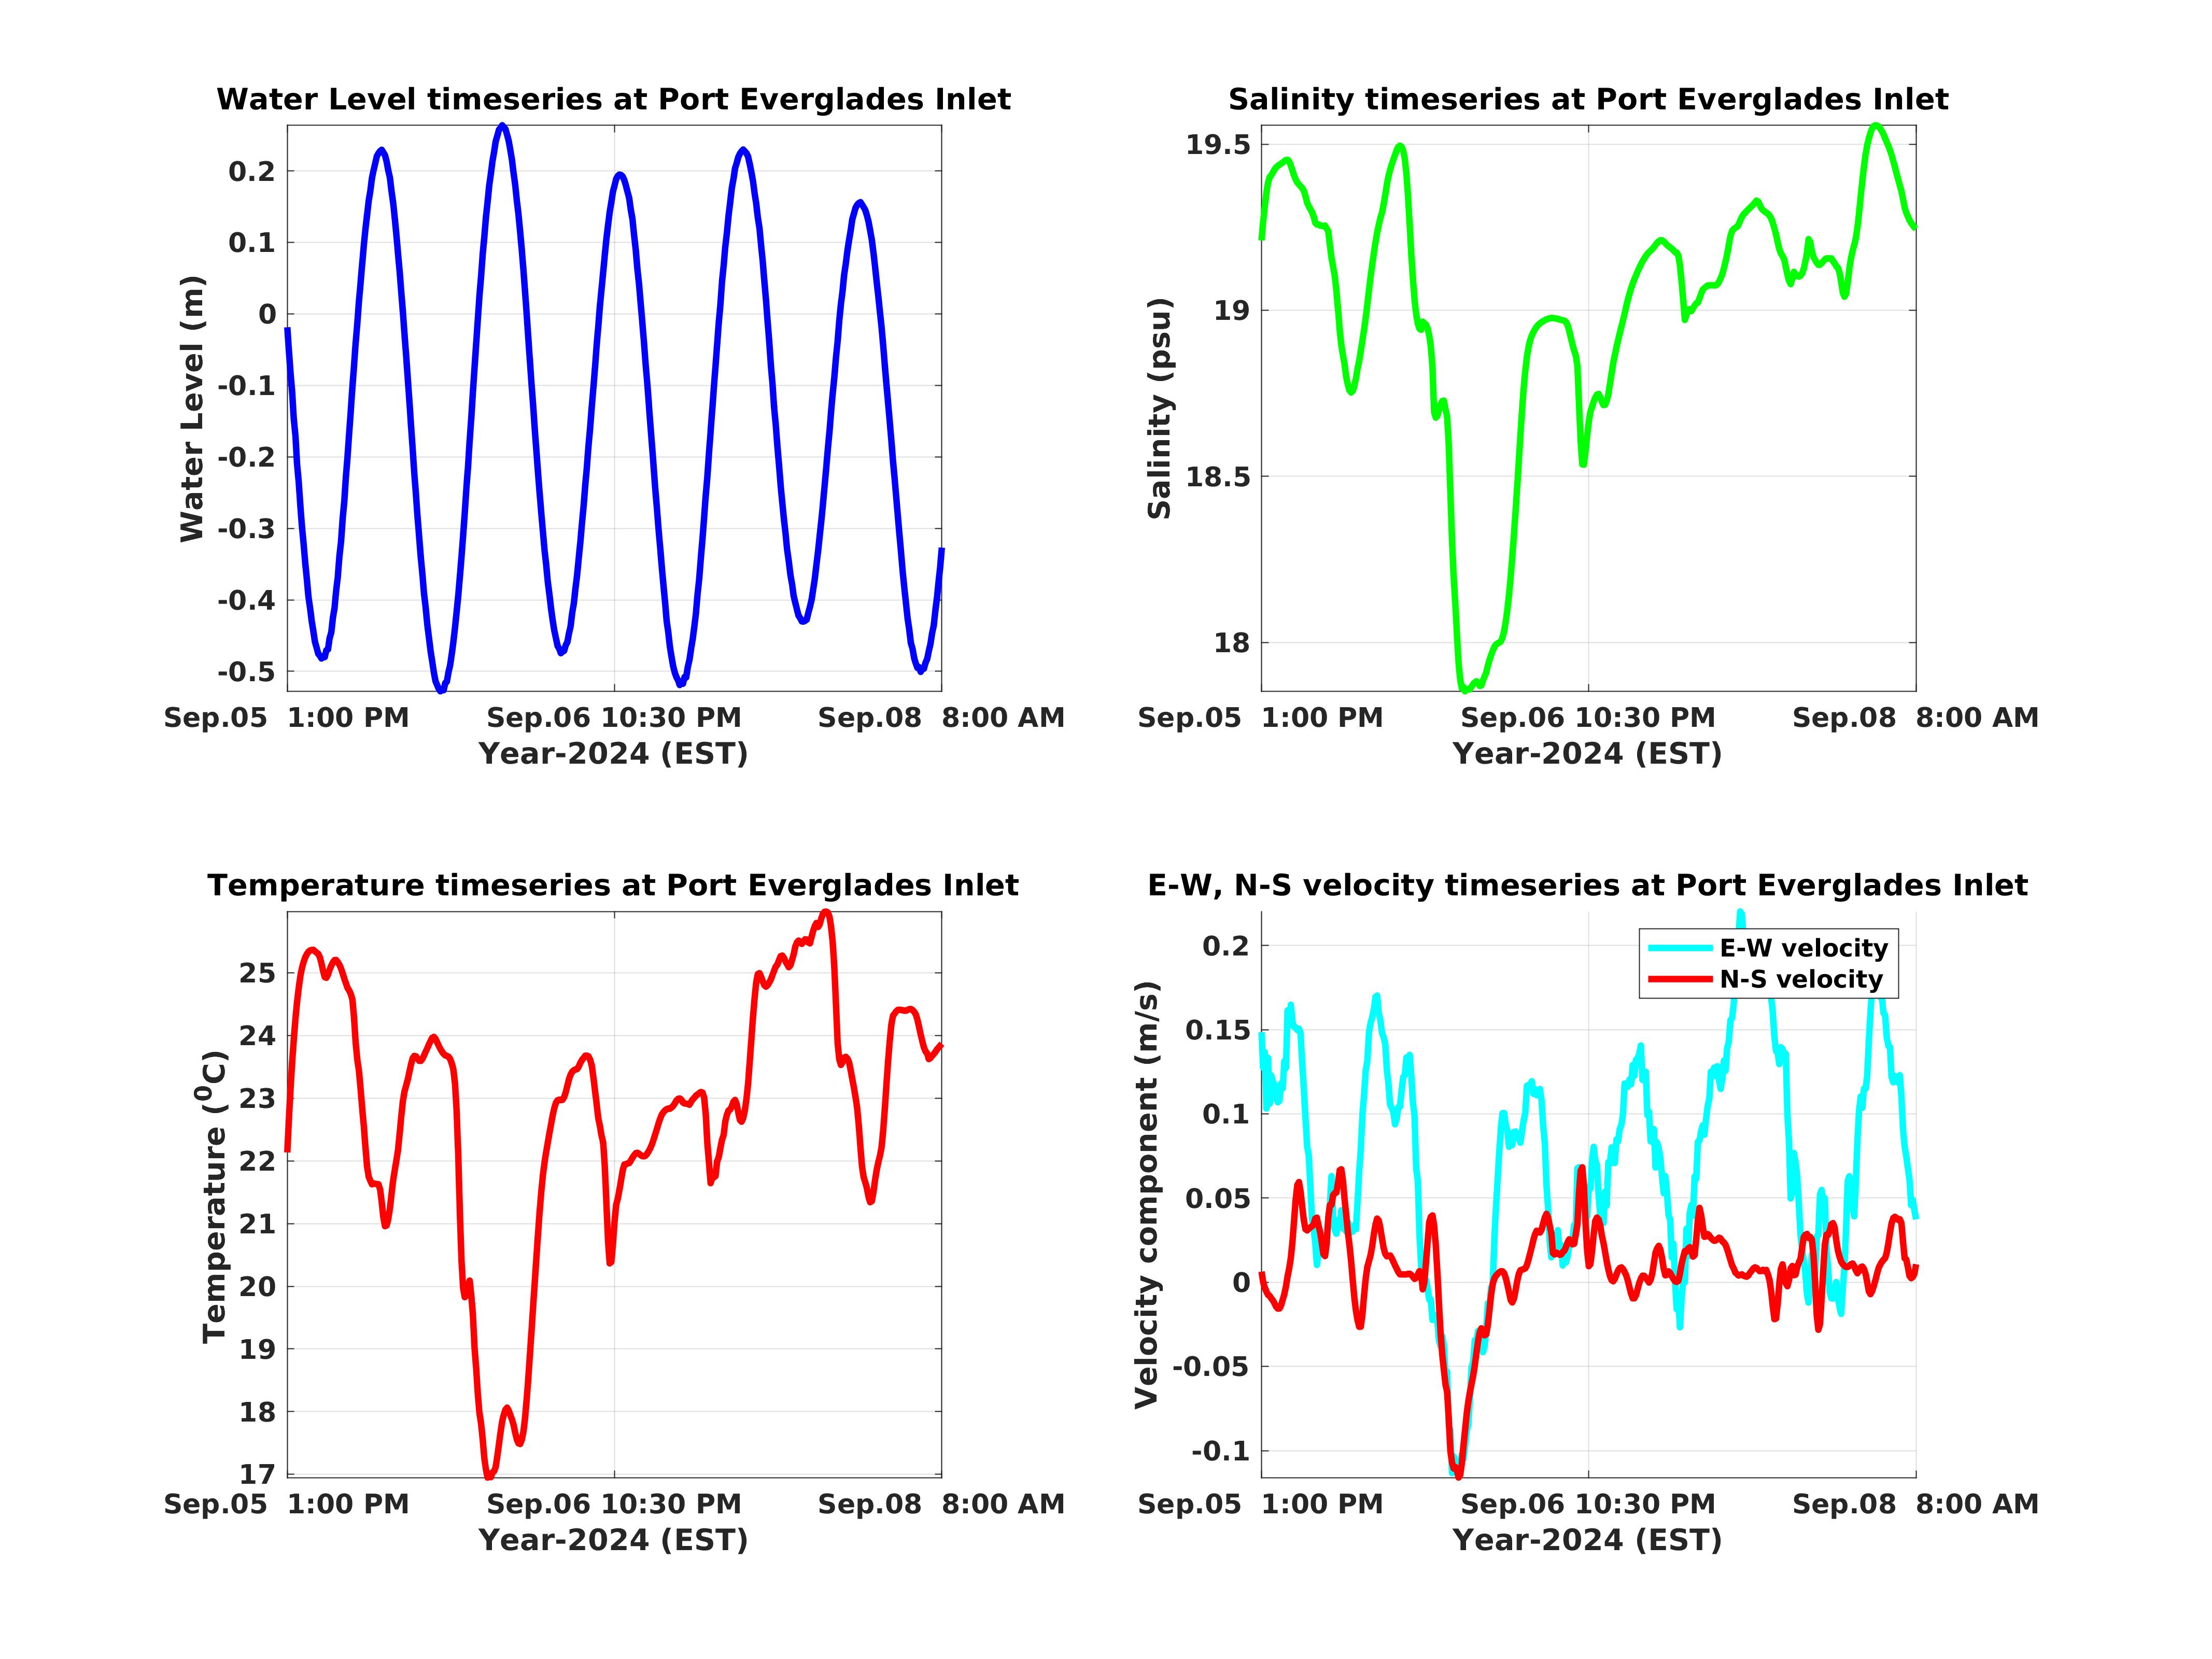 Water Level timeseries at Port Everglades Inlet
0.2
0.1
0
-0.1
-0.2
-0.3
-0.4
-0.5
Water Level (m)
Sep.05 1:00 PM Sep.06 10:30 PM Sep.08 8:00 AM
Year-2024 (EST)
Salinity timeseries at Port Everglades Inlet
19.5
19
18.5
18
Salinity (psu)
Sep.05 1:00 PM Sep.06 10:30 PM Sep.08 8:00 AM
Year-2024 (EST)
Temperature timeseries at Port Everglades Inlet
25
24
23
22
21
20
19
18
17
Temperature (⁰C)
Sep.05 1:00 PM Sep.06 10:30 PM Sep.08 8:00 AM
Year-2024 (EST)
E-W, N-S velocity timeseries at Port Everglades Inlet
E-W velocity
N-S velocity
0.2
0.15
0.1
0.05
0
-0.05
-0.1
Velocity component (m/s)
Sep.05 1:00 PM Sep.06 10:30 PM Sep.08 8:00 AM
Year-2024 (EST)